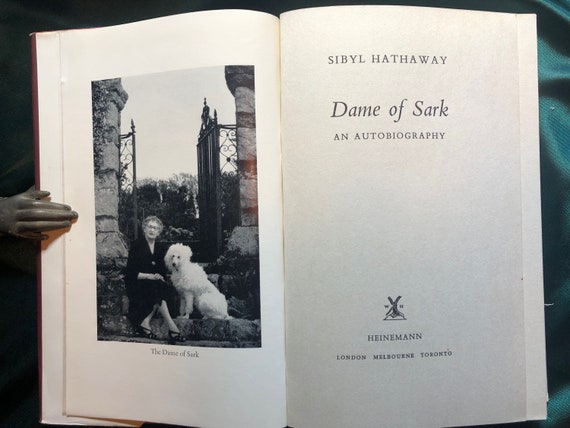 The Dame of Sark
SIBYL HATHAWAY
Dame of Sark
AN AUTOBIOGRAPHY
W H
HEINEMANN
LONDON MELBOURNE TORONTO